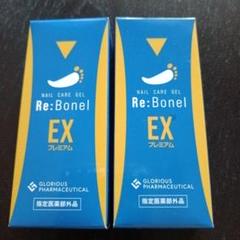 NAIL CARE GEL
Re:Bonel
EX
プレミアム
GLORIOUS
PHARMACEUTICAL
指定医薬部外品
NAIL CARE GEL
Re:Bonel
EX
プレミアム
GLORIOUS
PHARMACEUTICAL
指定医薬部外品